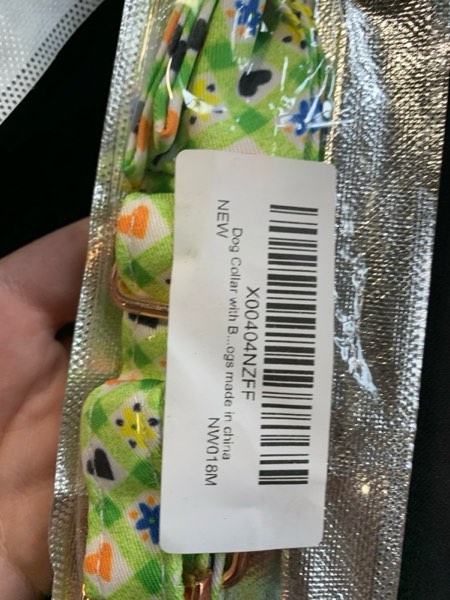 X00404NZFF
Dog Collar with B...ogs made in china
NEW
NW018M